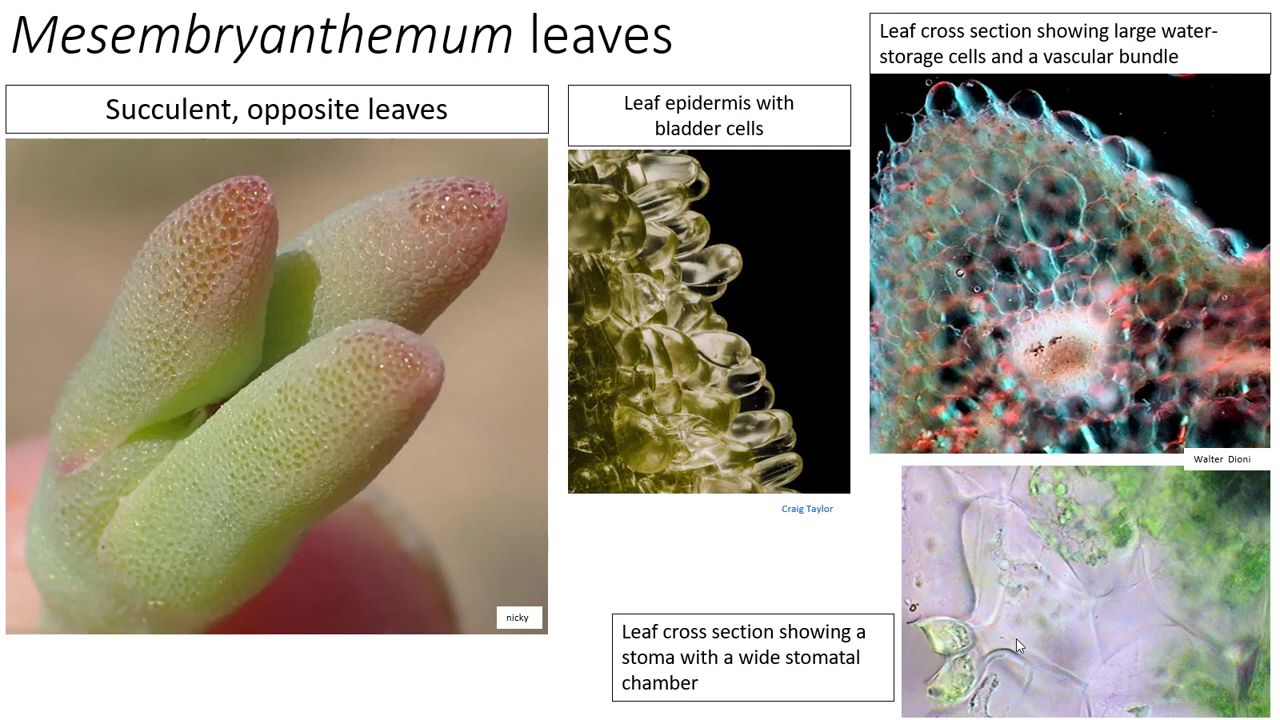 Mesembryanthemum leaves
Succulent, opposite leaves
nicky
Leaf epidermis with
bladder cells
Craig Taylor
Leaf cross section showing large water-
storage cells and a vascular bundle
Walter Dioni
Leaf cross section showing a
stoma with a wide stomatal
chamber